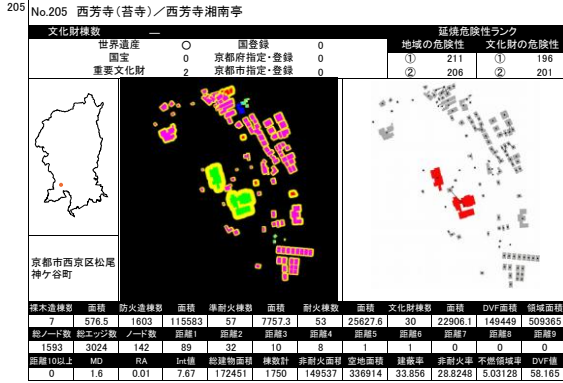 205
No.205 西芳寺(苔寺)／西芳寺湘南亭
文化財棟数 ― 延焼危険性ランク
世界遺産 ○ 国登録 0 地域の危険性 文化財の危険性
国宝 0 京都府指定・登録 0 ① 211 ① 196
重要文化財 2 京都市指定・登録 0 ② 206 ② 201
京都市西京区松尾
神ケ谷町
裸木造棟数 面積 防火造棟数 面積 準耐火棟数 面積 耐火棟数 面積 文化財棟数 面積 DVF面積 領域面積
7 576.5 1603 115583 57 7757.3 53 25627.6 30 22906.1 149449 509365
総ノード数 総エッジ数 ノード数 距離1 距離2 距離3 距離4 距離5 距離6 距離7 距離8 距離9
1593 3024 142 89 32 10 8 1 1 0 0 0
距離10以上 MD RA Int値 総建物面積 棟数計 非耐火面積 空地面積 建蔽率 非耐火率 不燃領域率 DVF値
0 1.6 0.01 7.67 172451 1750 149537 336914 33.856 28.8248 5.03128 58.165